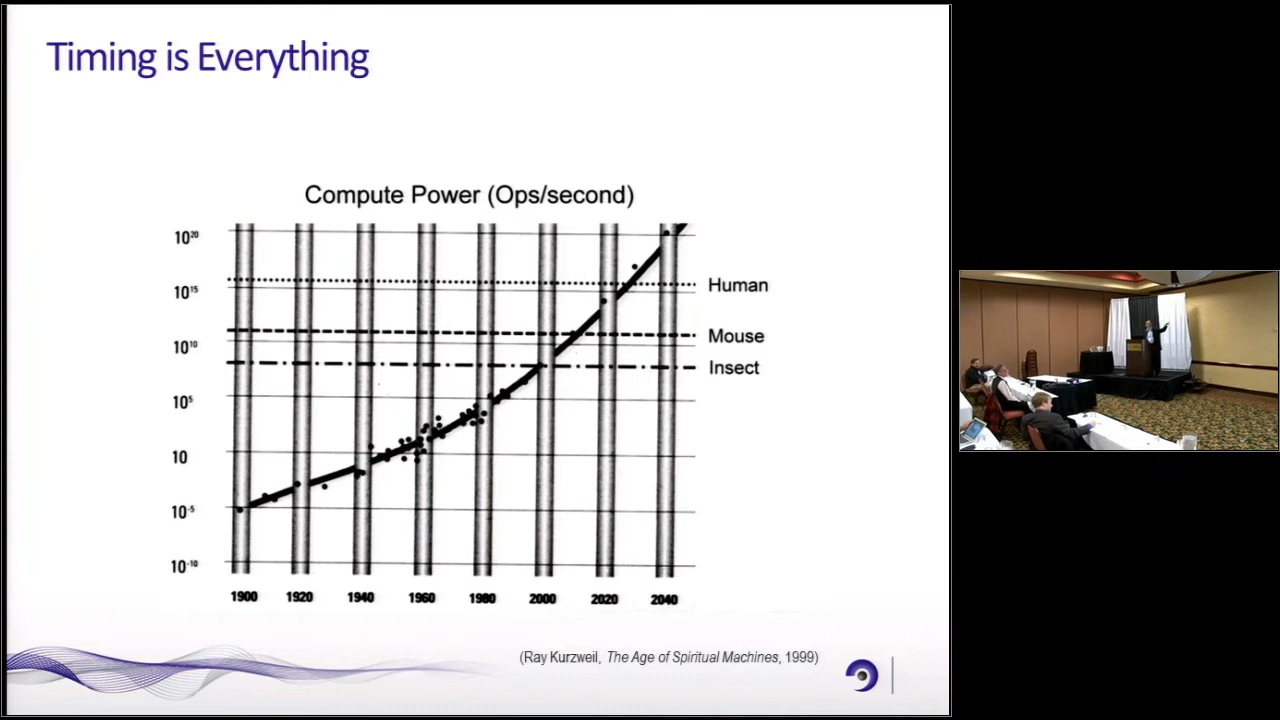 Timing is Everything
Compute Power (Ops/second)
10²⁰
10¹⁵
10¹⁰
10⁵
10
10⁻⁵
10⁻¹⁰
Human
Mouse
Insect
1900 1920 1940 1960 1980 2000 2020 2040
(Ray Kurzweil, The Age of Spiritual Machines, 1999)